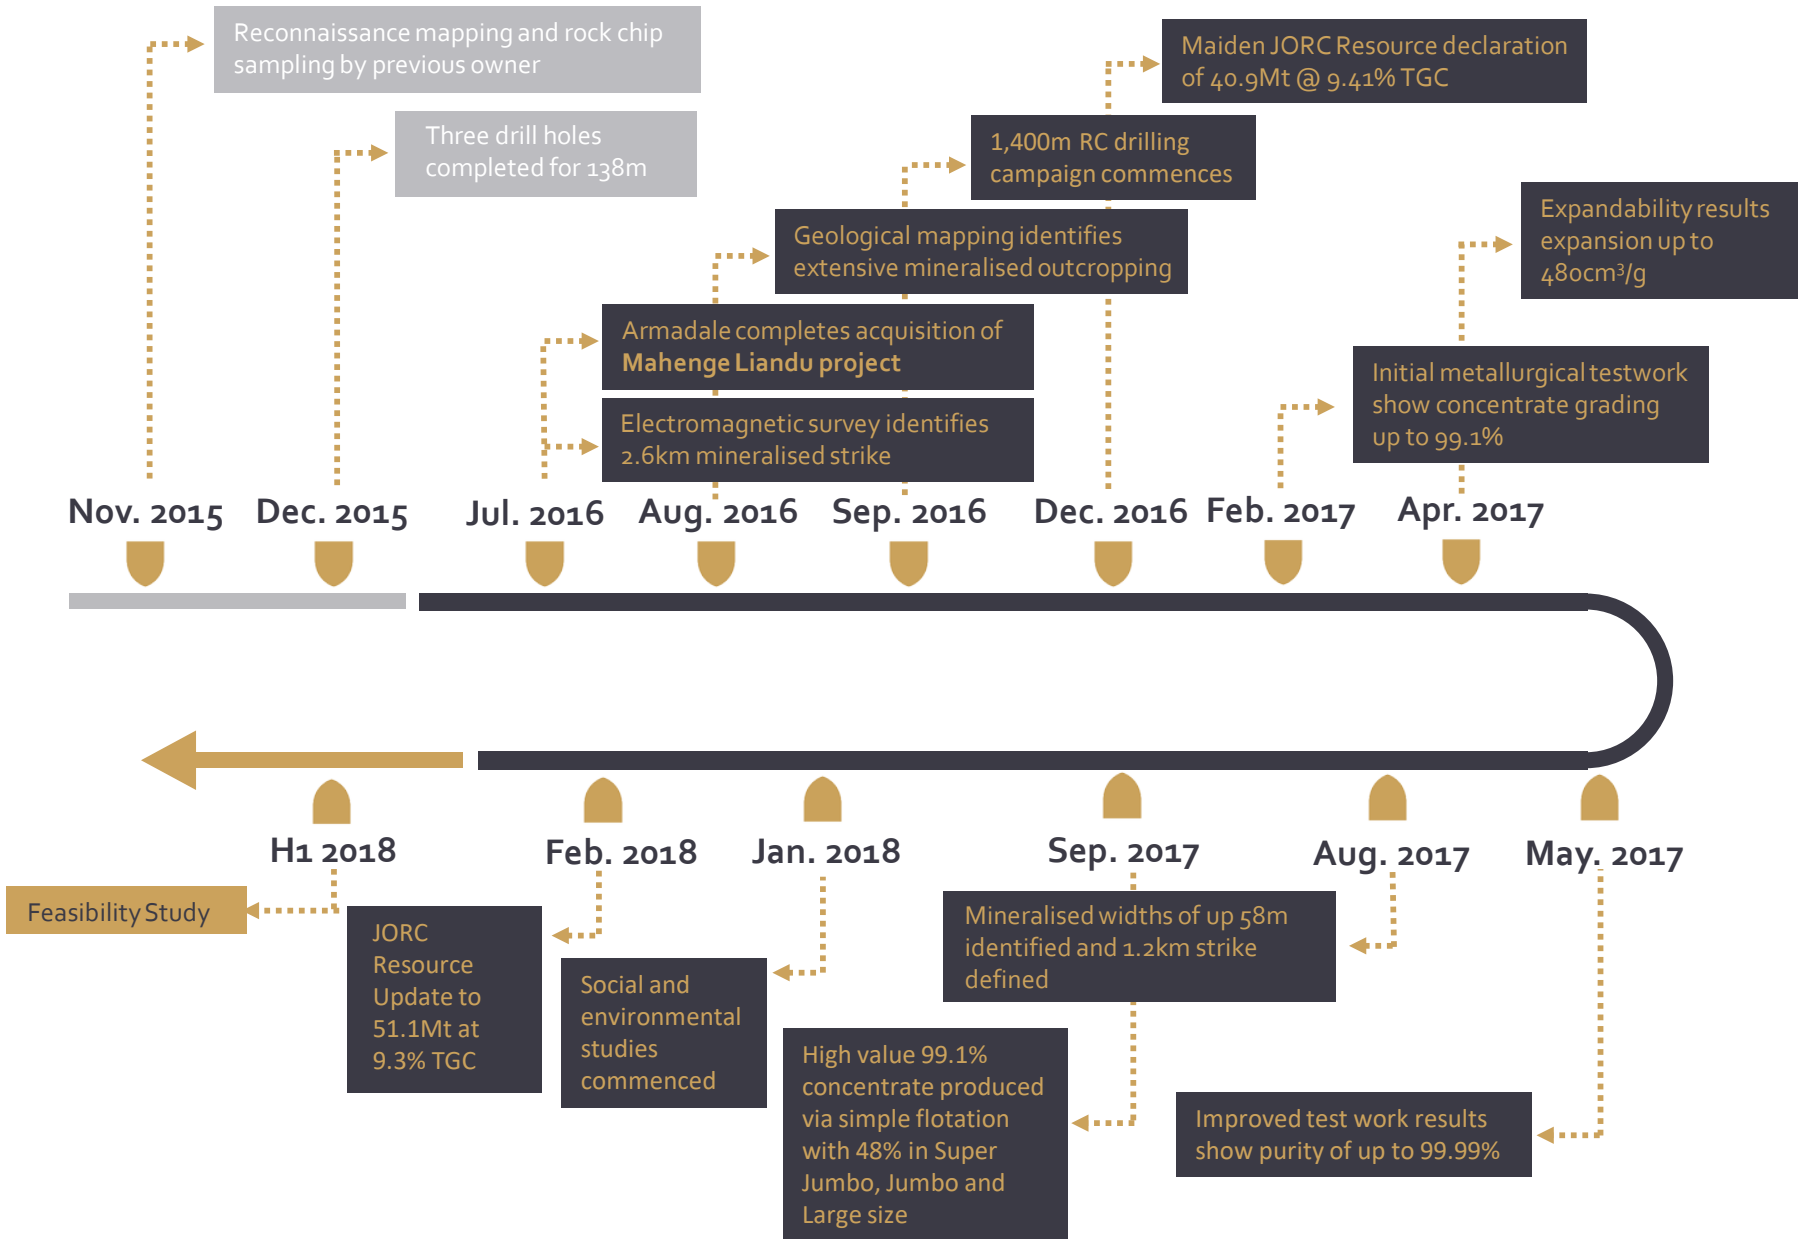 Reconnaissance mapping and rock chip
sampling by previous owner
Three drill holes
completed for 138m
Maiden JORC Resource declaration
of 40.9Mt @ 9.41% TGC
1,400m RC drilling
campaign commences
Geological mapping identifies
extensive mineralised outcropping
Expandability results
expansion up to
480cm³/g
Armadale completes acquisition of
Mahenge Liandu project
Electromagnetic survey identifies
2.6km mineralised strike
Initial metallurgical testwork
show concentrate grading
up to 99.1%
Nov. 2015
Dec. 2015
Jul. 2016
Aug. 2016
Sep. 2016
Dec. 2016
Feb. 2017
Apr. 2017
H1 2018
Feb. 2018
Jan. 2018
Sep. 2017
Aug. 2017
May. 2017
Feasibility Study
JORC
Resource
Update to
51.1Mt at
9.3% TGC
Social and
environmental
studies
commenced
Mineralised widths of up 58m
identified and 1.2km strike
defined
High value 99.1%
concentrate produced
via simple flotation
with 48% in Super
Jumbo, Jumbo and
Large size
Improved test work results
show purity of up to 99.99%